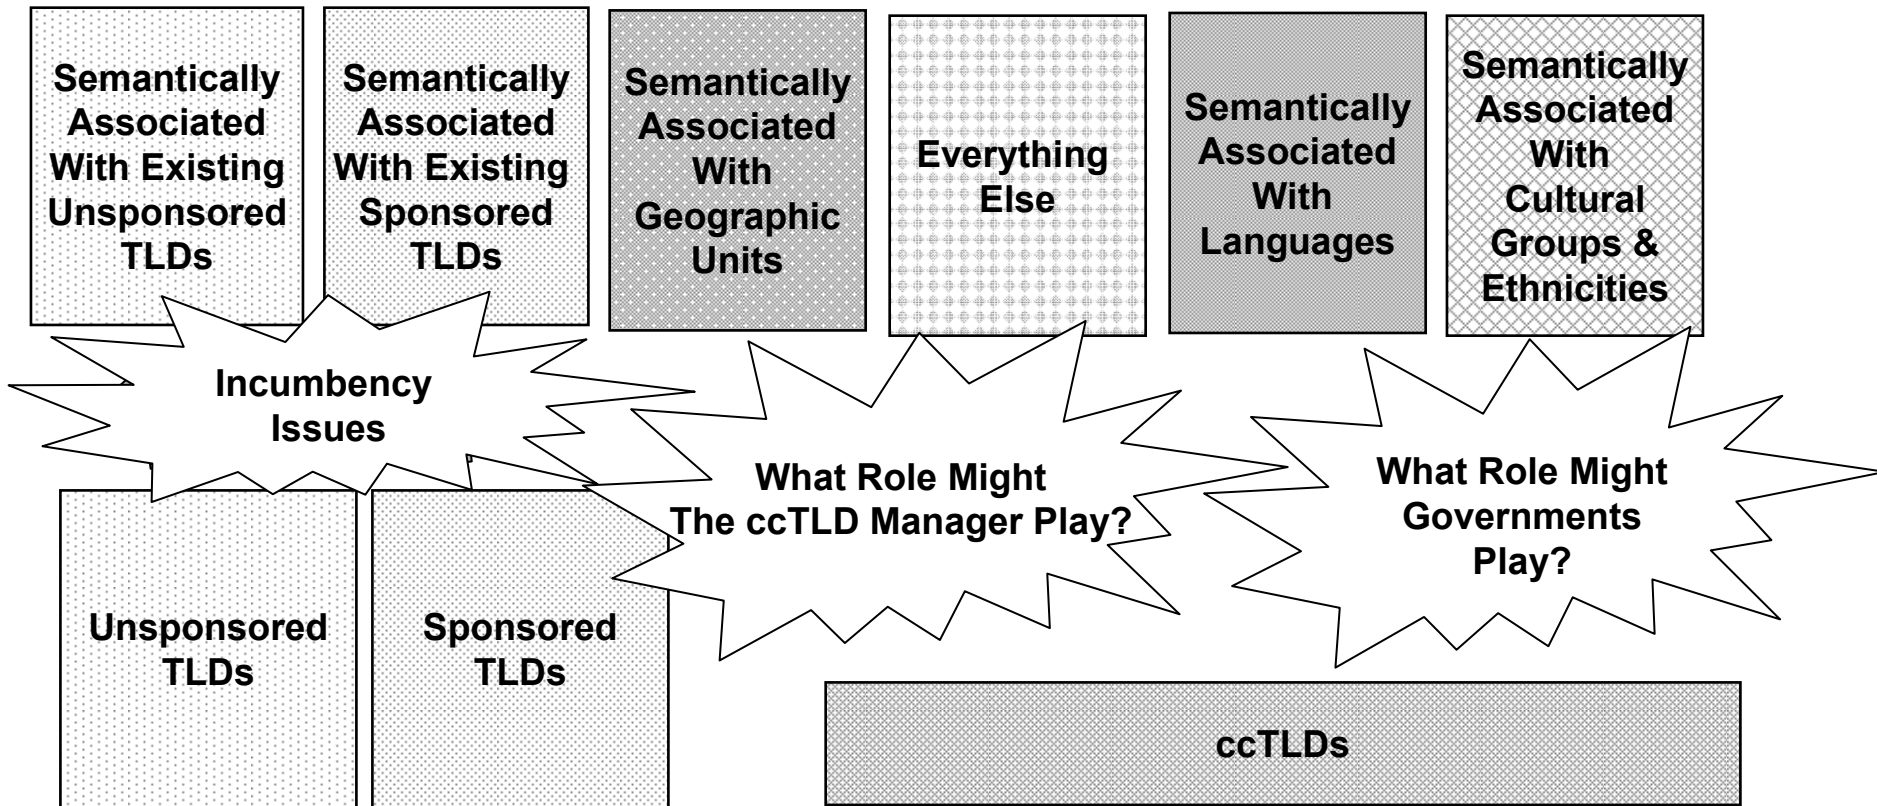 Semantically
Associated
With Existing
Unsponsored
TLDs
Semantically
Associated
With Existing
Sponsored
TLDs
Semantically
Associated
With
Geographic
Units
Everything
Else
Semantically
Associated
With
Languages
Semantically
Associated
With
Cultural
Groups &
Ethnicities
Incumbency
Issues
What Role Might
The ccTLD Manager Play?
What Role Might
Governments
Play?
Unsponsored
TLDs
Sponsored
TLDs
ccTLDs